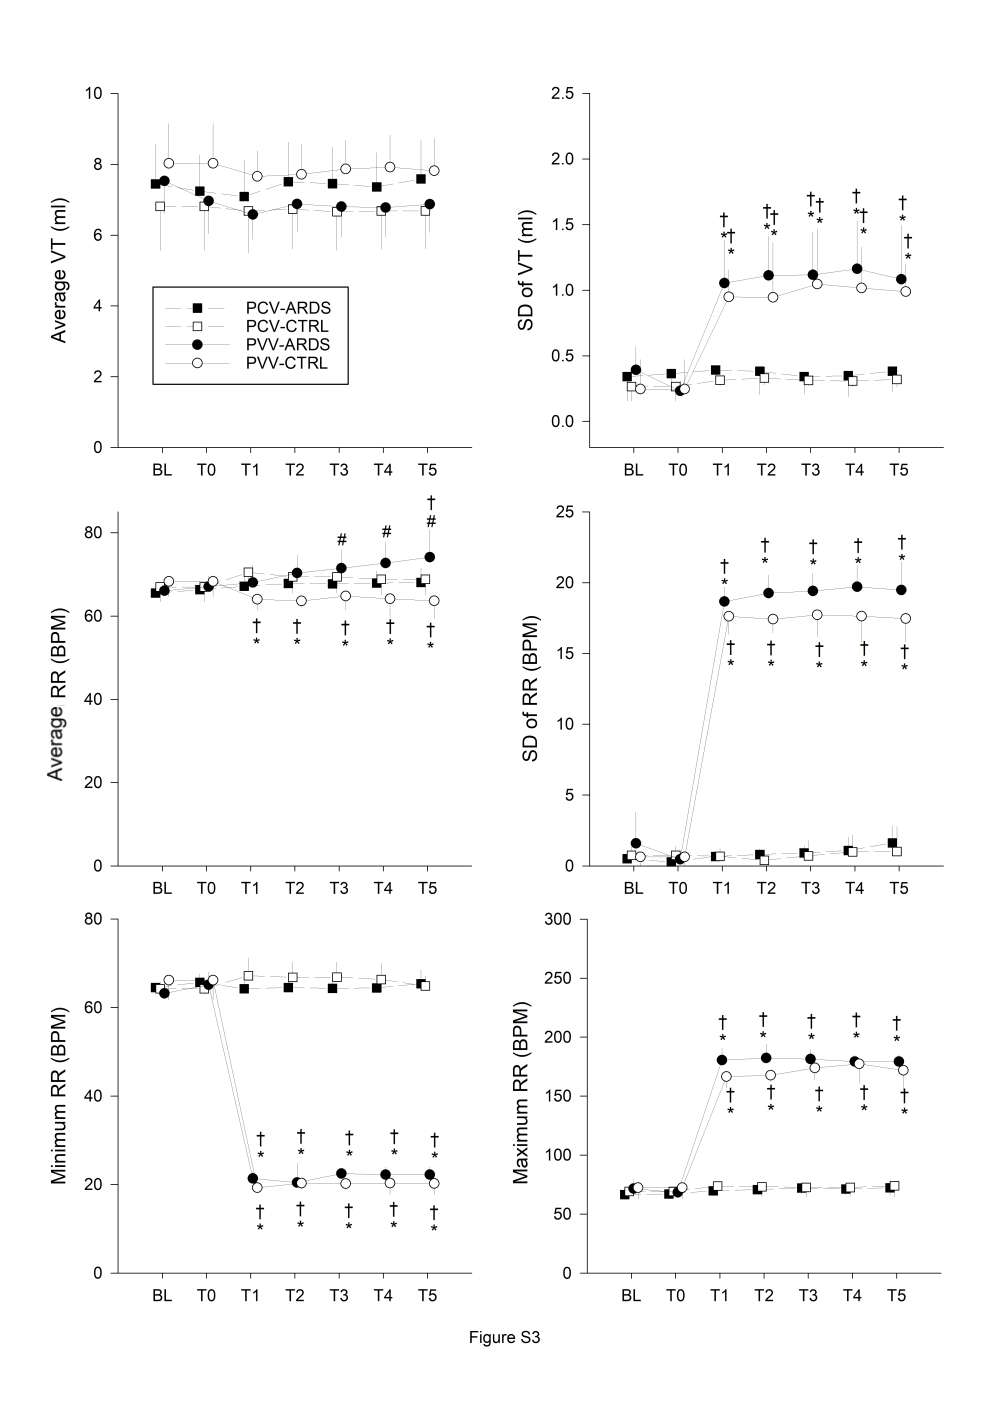 Average VT (ml)
10
8
6
4
2
0
PCV-ARDS
PCV-CTRL
PVV-ARDS
PVV-CTRL
BL T0 T1 T2 T3 T4 T5
SD of VT (ml)
2.5
2.0
1.5
1.0
0.5
0.0
† † † † † † † † † †
* * * * * * * * * *
BL T0 T1 T2 T3 T4 T5
Average RR (BPM)
80
60
40
20
0
†
# # #
† † † † †
* * * * *
BL T0 T1 T2 T3 T4 T5
SD of RR (BPM)
25
20
15
10
5
0
† † † † †
* * * * *
† † † † †
* * * * *
BL T0 T1 T2 T3 T4 T5
Minimum RR (BPM)
80
60
40
20
0
† † † † †
* * * * *
† † † † †
* * * * *
BL T0 T1 T2 T3 T4 T5
Maximum RR (BPM)
300
250
200
150
100
50
0
† † † † †
* * * * *
† † † † †
* * * * *
BL T0 T1 T2 T3 T4 T5
Figure S3